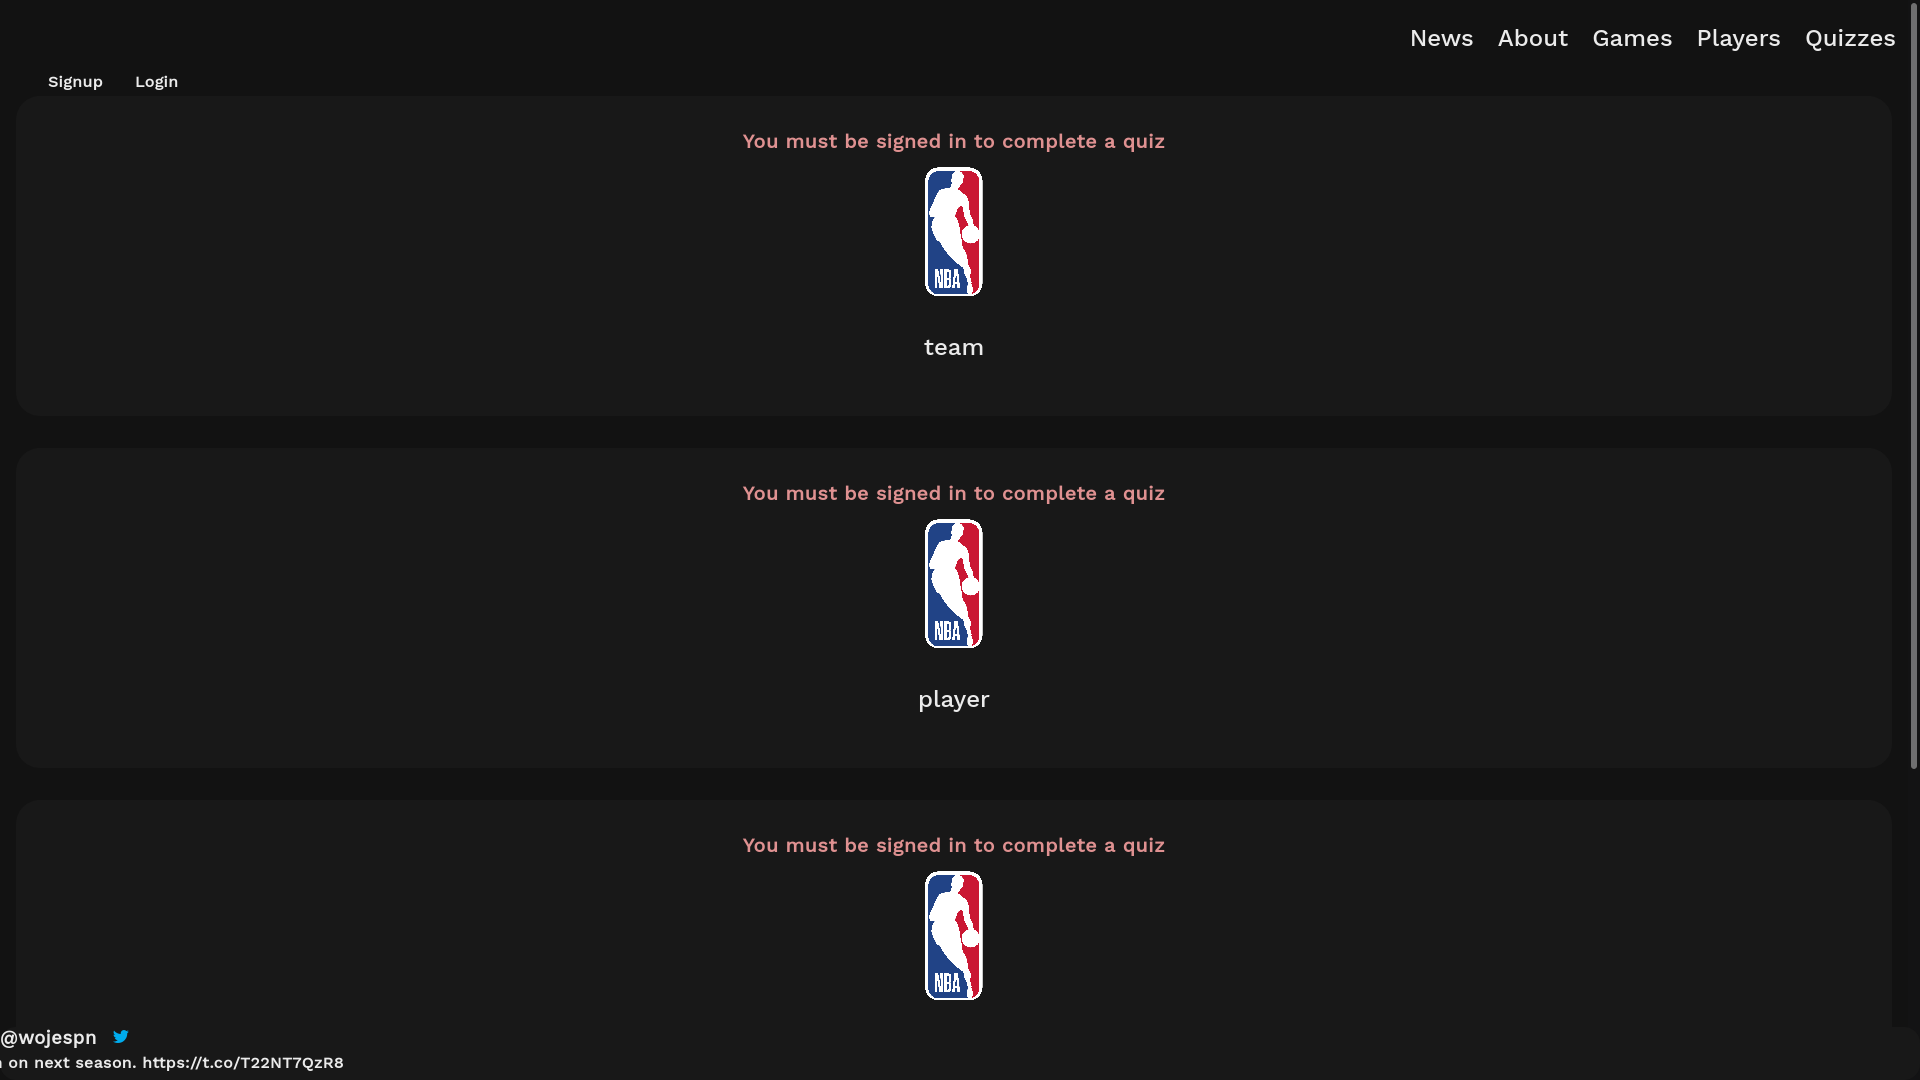 News About Games Players Quizzes
Signup Login
You must be signed in to complete a quiz
NBA
team
You must be signed in to complete a quiz
NBA
player
You must be signed in to complete a quiz
NBA
@wojespn
on next season. https://t.co/T22NT7QzR8